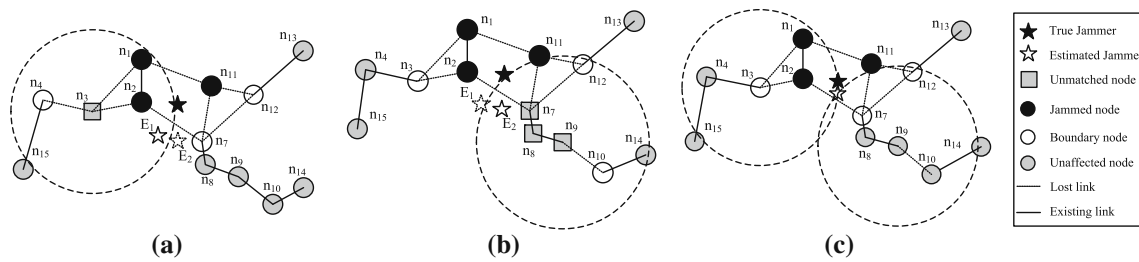 n1
n13
n4
n11
n3
n2
n12
E1
E2
n7
n15
n8
n9
n14
n10
(a)
n1
n13
n4
n11
n3
n2
n12
E1
E2
n7
n15
n8
n9
n14
n10
(b)
n1
n13
n11
n4
n2
n3
n12
n7
n15
n8
n9
n14
n10
(c)
True Jammer
Estimated Jammer
Unmatched node
Jammed node
Boundary node
Unaffected node
Lost link
Existing link